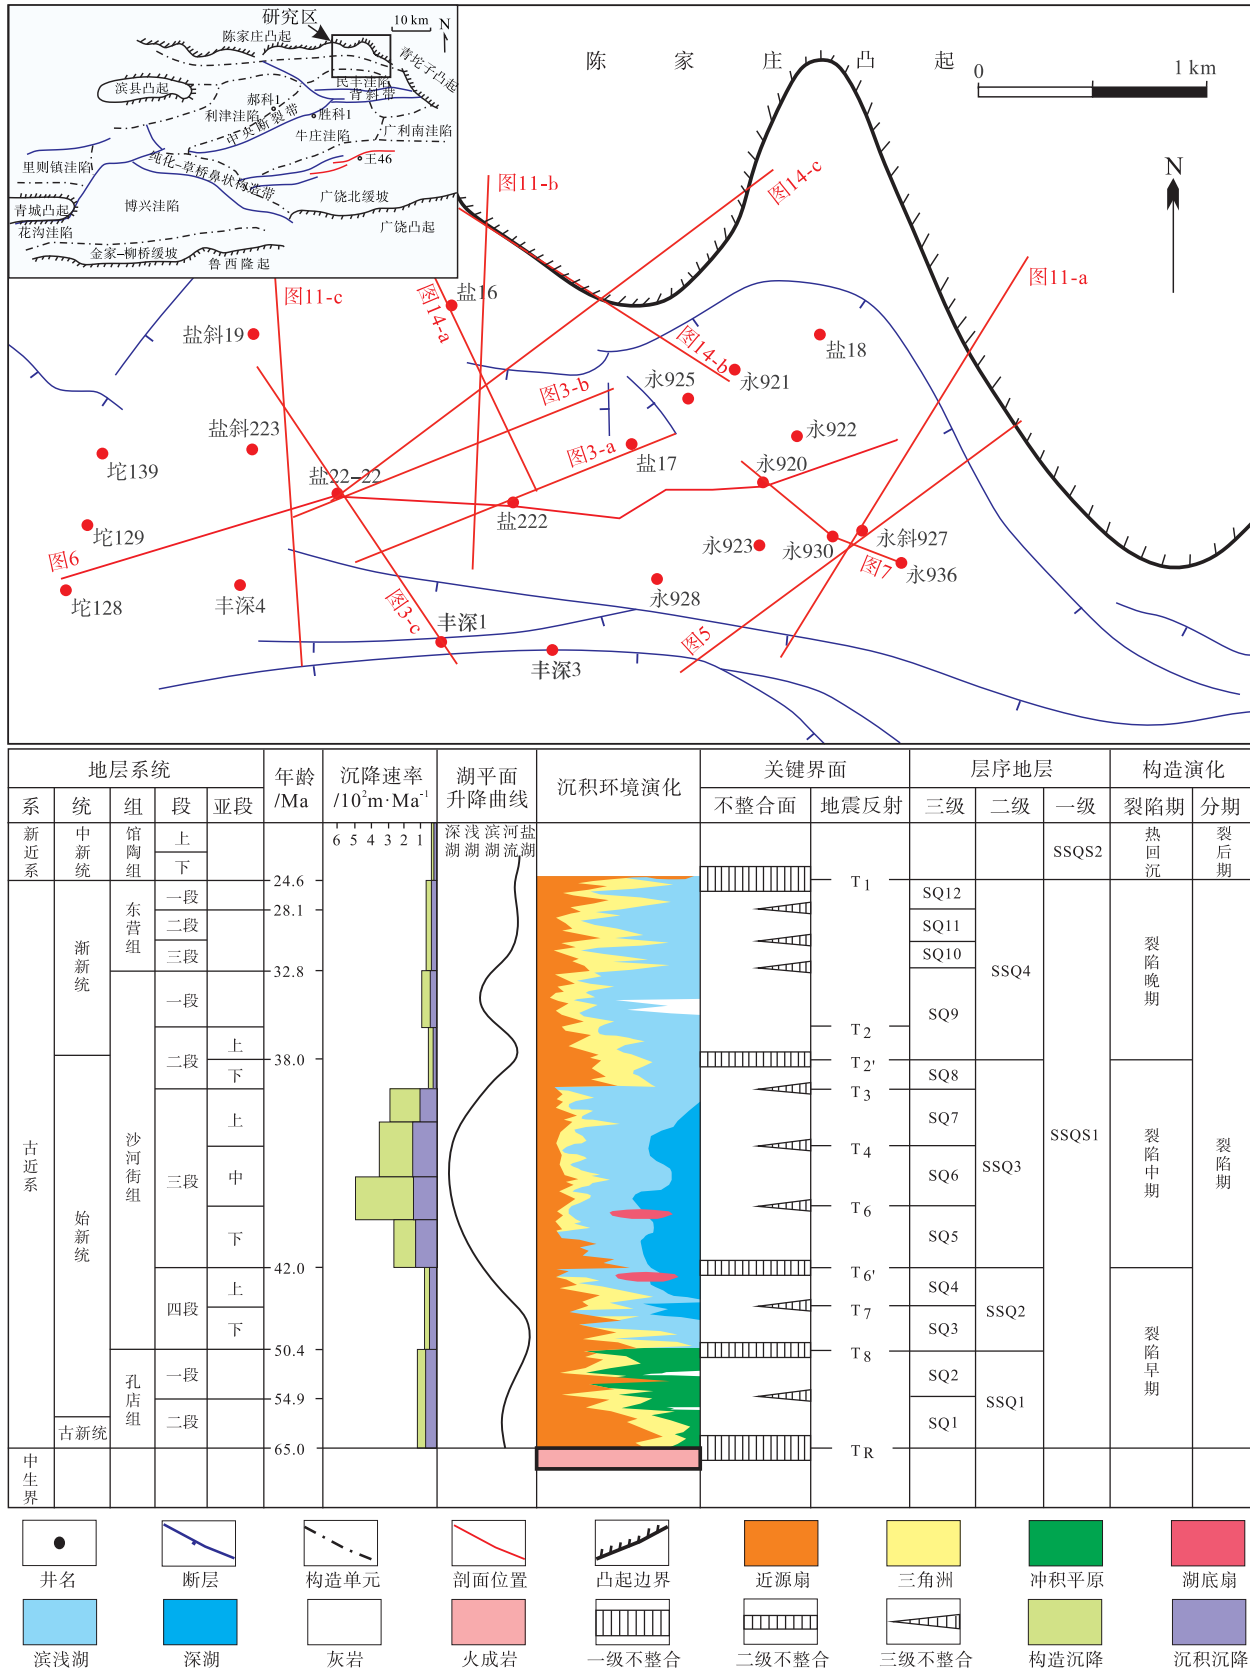 研究区
10 km
N
陈家庄凸起
青坨子凸起
滨县凸起
民丰洼陷
背斜带
郝科1
利津洼陷
中央断裂带
胜科1
牛庄洼陷
广利南洼陷
里则镇洼陷
纯化–草桥鼻状构造带
王46
青城凸起
博兴洼陷
广饶北缓坡
花沟洼陷
广饶凸起
金家–柳桥缓坡
鲁西隆起
陈 家 庄 凸 起
0 1 km
N
图11-b
图14-c
图11-a
图11-c
图14-a
盐16
盐斜19
图14-b
盐18
永921
图3-b
永925
盐斜223
永922
坨139
图3-a
盐17
盐22–22
永920
盐222
坨129
永923
永930
永斜927
图6
图7
永936
坨128
丰深4
图3-c
永928
丰深1
图5
丰深3
地层系统
年龄/Ma
沉降速率/10²m·Ma⁻¹
湖平面升降曲线
沉积环境演化
关键界面
层序地层
构造演化
系 统 组 段 亚段
不整合面 地震反射
三级 二级 一级
裂陷期 分期
6 5 4 3 2 1
深湖 浅湖 滨湖 河流 盐湖
新近系
中新统
馆陶组
上
下
SSQS2
热回沉
裂后期
24.6
T1
古近系
渐新统
东营组
一段
SQ12
28.1
二段
SQ11
三段
SQ10
32.8
SSQ4
裂陷晚期
沙河街组
一段
SQ9
T2
二段
上
38.0
T2'
始新统
下
SQ8
T3
三段
上
SQ7
SSQS1
T4
中
SQ6
SSQ3
裂陷中期
裂陷期
T6
下
SQ5
42.0
T6'
四段
上
SQ4
T7
SSQ2
下
SQ3
50.4
T8
裂陷早期
孔店组
一段
SQ2
54.9
SSQ1
二段
SQ1
古新统
65.0
TR
中生界
井名 断层 构造单元 剖面位置 凸起边界 近源扇 三角洲 冲积平原 湖底扇
滨浅湖 深湖 灰岩 火成岩 一级不整合 二级不整合 三级不整合 构造沉降 沉积沉降